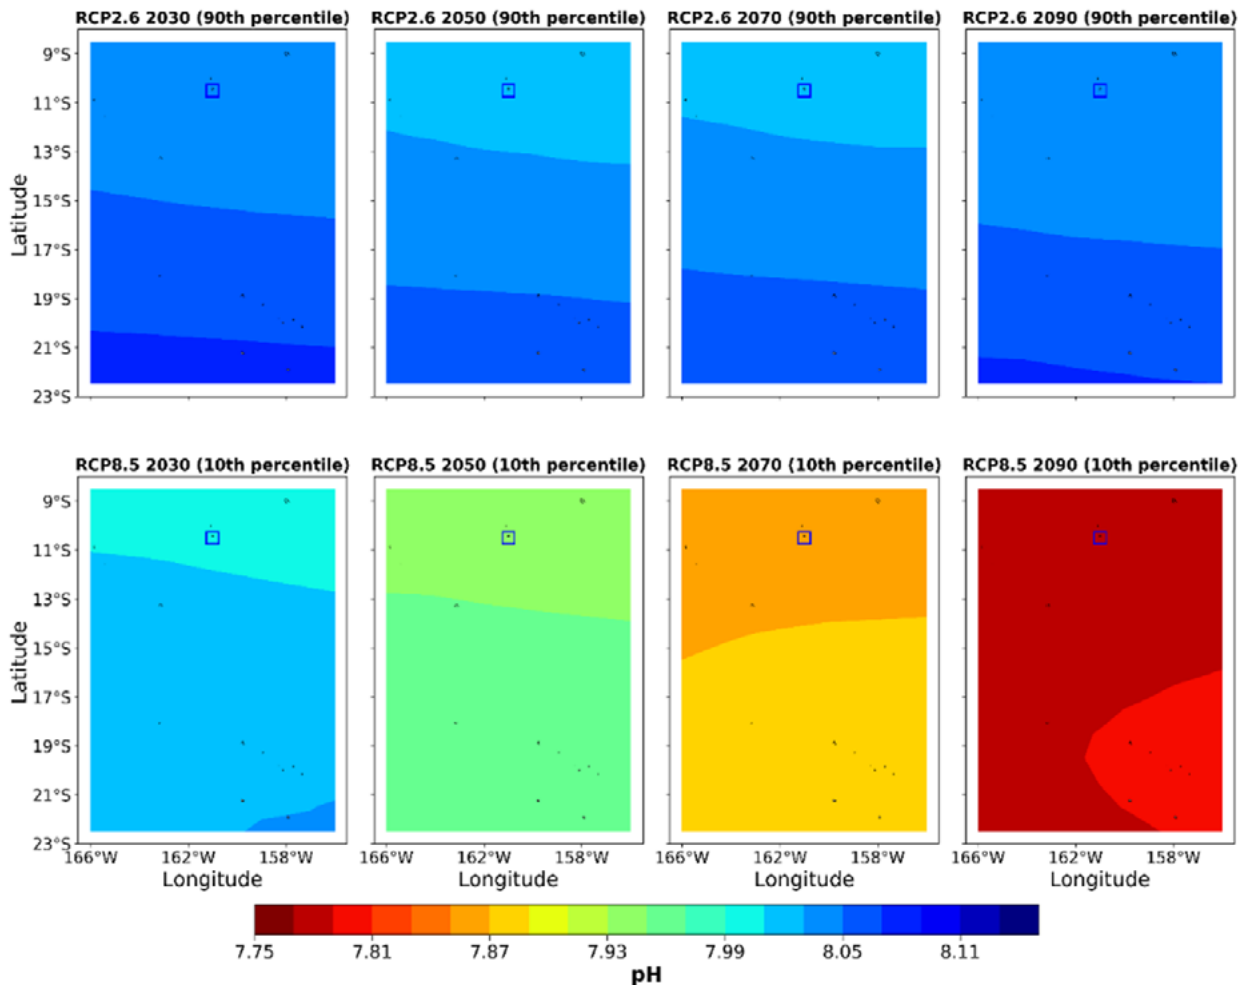 RCP2.6 2030 (90th percentile) RCP2.6 2050 (90th percentile) RCP2.6 2070 (90th percentile) RCP2.6 2090 (90th percentile)
9°S
11°S
13°S
15°S
17°S
19°S
21°S
23°S
Latitude
RCP8.5 2030 (10th percentile) RCP8.5 2050 (10th percentile) RCP8.5 2070 (10th percentile) RCP8.5 2090 (10th percentile)
9°S
11°S
13°S
15°S
17°S
19°S
21°S
23°S
Latitude
166°W 162°W 158°W 166°W 162°W 158°W 166°W 162°W 158°W 166°W 162°W 158°W
Longitude Longitude Longitude Longitude
7.75 7.81 7.87 7.93 7.99 8.05 8.11
pH